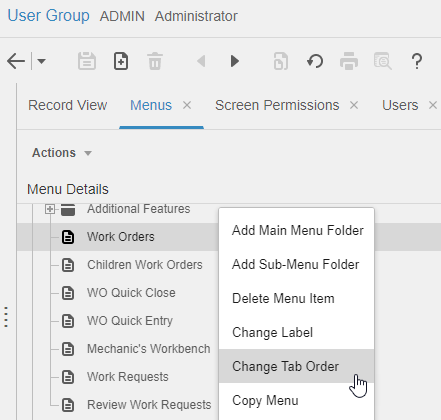 User Group ADMIN Administrator
?
Record View Menus × Screen Permissions × Users ×
Actions
Menu Details
Additional Features
Work Orders
Children Work Orders
WO Quick Close
WO Quick Entry
Mechanic's Workbench
Work Requests
Review Work Requests
Add Main Menu Folder
Add Sub-Menu Folder
Delete Menu Item
Change Label
Change Tab Order
Copy Menu